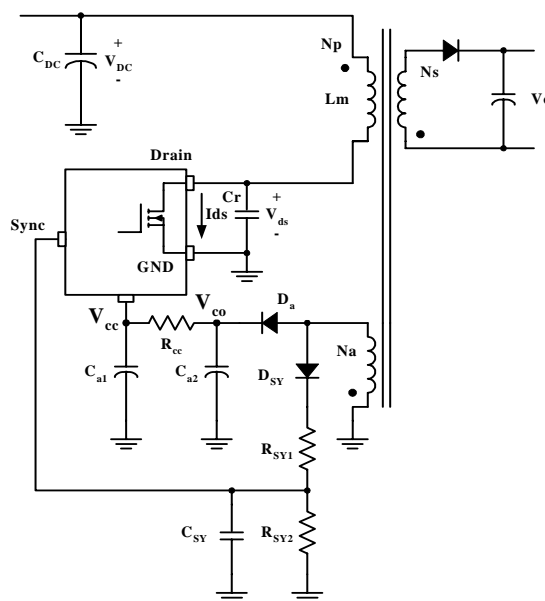 Np
C_DC
+
V_DC
-
Ns
Lm
Drain
Cr
+
Ids
V_ds
-
Sync
GND
V_cc
V_co
D_a
R_cc
Na
C_a1
C_a2
D_SY
R_SY1
C_SY
R_SY2